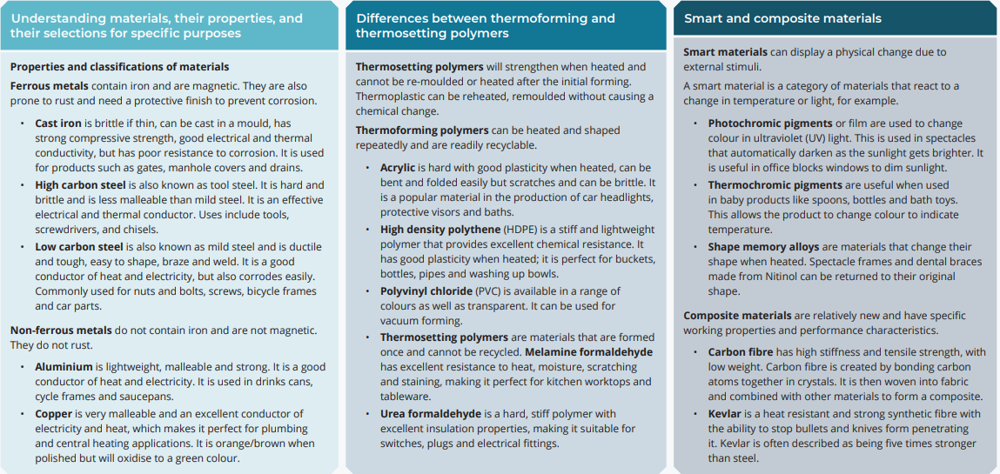 Understanding materials, their properties, and
their selections for specific purposes
Properties and classifications of materials
Ferrous metals contain iron and are magnetic. They are also
prone to rust and need a protective finish to prevent corrosion.
• Cast iron is brittle if thin, can be cast in a mould, has
strong compressive strength, good electrical and thermal
conductivity, but has poor resistance to corrosion. It is used
for products such as gates, manhole covers and drains.
• High carbon steel is also known as tool steel. It is hard and
brittle and is less malleable than mild steel. It is an effective
electrical and thermal conductor. Uses include tools,
screwdrivers, and chisels.
• Low carbon steel is also known as mild steel and is ductile
and tough, easy to shape, braze and weld. It is a good
conductor of heat and electricity, but also corrodes easily.
Commonly used for nuts and bolts, screws, bicycle frames
and car parts.
Non-ferrous metals do not contain iron and are not magnetic.
They do not rust.
• Aluminium is lightweight, malleable and strong. It is a good
conductor of heat and electricity. It is used in drinks cans,
cycle frames and saucepans.
• Copper is very malleable and an excellent conductor of
electricity and heat, which makes it perfect for plumbing
and central heating applications. It is orange/brown when
polished but will oxidise to a green colour.
Differences between thermoforming and
thermosetting polymers
Thermosetting polymers will strengthen when heated and
cannot be re-moulded or heated after the initial forming.
Thermoplastic can be reheated, remoulded without causing a
chemical change.
Thermoforming polymers can be heated and shaped
repeatedly and are readily recyclable.
• Acrylic is hard with good plasticity when heated, can be
bent and folded easily but scratches and can be brittle. It
is a popular material in the production of car headlights,
protective visors and baths.
• High density polythene (HDPE) is a stiff and lightweight
polymer that provides excellent chemical resistance. It
has good plasticity when heated; it is perfect for buckets,
bottles, pipes and washing up bowls.
• Polyvinyl chloride (PVC) is available in a range of
colours as well as transparent. It can be used for
vacuum forming.
• Thermosetting polymers are materials that are formed
once and cannot be recycled. Melamine formaldehyde
has excellent resistance to heat, moisture, scratching
and staining, making it perfect for kitchen worktops and
tableware.
• Urea formaldehyde is a hard, stiff polymer with
excellent insulation properties, making it suitable for
switches, plugs and electrical fittings.
Smart and composite materials
Smart materials can display a physical change due to
external stimuli.
A smart material is a category of materials that react to a
change in temperature or light, for example.
• Photochromic pigments or film are used to change
colour in ultraviolet (UV) light. This is used in spectacles
that automatically darken as the sunlight gets brighter. It
is useful in office blocks windows to dim sunlight.
• Thermochromic pigments are useful when used
in baby products like spoons, bottles and bath toys.
This allows the product to change colour to indicate
temperature.
• Shape memory alloys are materials that change their
shape when heated. Spectacle frames and dental braces
made from Nitinol can be returned to their original
shape.
Composite materials are relatively new and have specific
working properties and performance characteristics.
• Carbon fibre has high stiffness and tensile strength, with
low weight. Carbon fibre is created by bonding carbon
atoms together in crystals. It is then woven into fabric
and combined with other materials to form a composite.
• Kevlar is a heat resistant and strong synthetic fibre with
the ability to stop bullets and knives form penetrating
it. Kevlar is often described as being five times stronger
than steel.